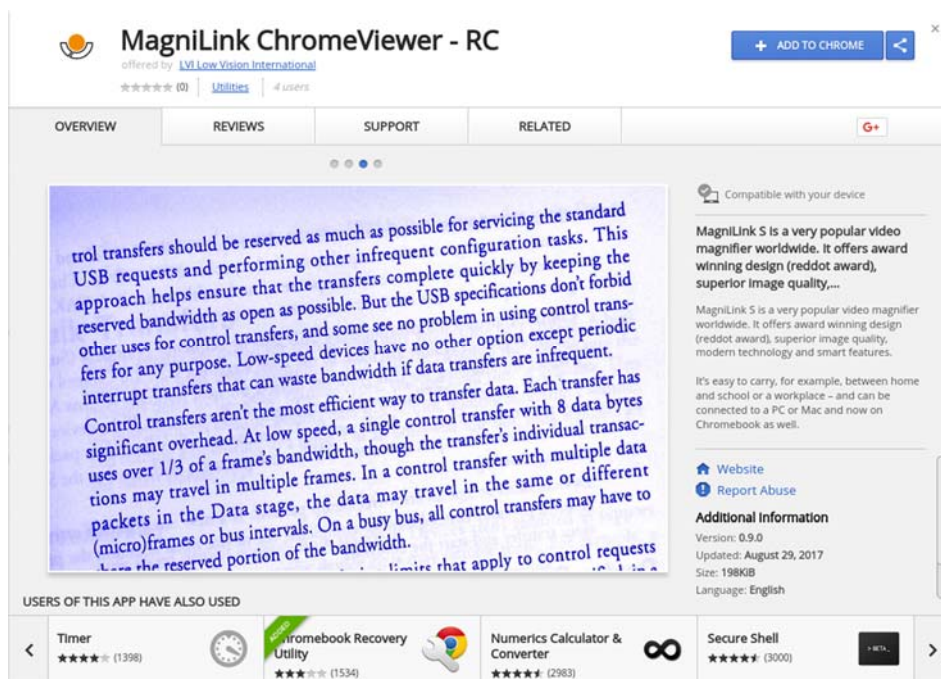 MagniLink ChromeViewer - RC
offered by LVI Low Vision International
(0) Utilities 4 users
+ ADD TO CHROME
OVERVIEW REVIEWS SUPPORT RELATED
G+
trol transfers should be reserved as much as possible for servicing the standard
USB requests and performing other infrequent configuration tasks. This
approach helps ensure that the transfers complete quickly by keeping the
reserved bandwidth as open as possible. But the USB specifications don't forbid
other uses for control transfers, and some see no problem in using control trans-
fers for any purpose. Low-speed devices have no other option except periodic
interrupt transfers that can waste bandwidth if data transfers are infrequent.
Control transfers aren't the most efficient way to transfer data. Each transfer has
significant overhead. At low speed, a single control transfer with 8 data bytes
uses over 1/3 of a frame's bandwidth, though the transfer's individual transac-
tions may travel in multiple frames. In a control transfer with multiple data
packets in the Data stage, the data may travel in the same or different
(micro)frames or bus intervals. On a busy bus, all control transfers may have to
the reserved portion of the bandwidth.
limits that apply to control requests
Compatible with your device
MagniLink S is a very popular video
magnifier worldwide. It offers award
winning design (reddot award),
superior image quality,...
MagniLink S is a very popular video magnifier
worldwide. It offers award winning design
(reddot award), superior image quality,
modern technology and smart features.
It's easy to carry, for example, between home
and school or a workplace – and can be
connected to a PC or Mac and now on
Chromebook as well.
Website
Report Abuse
Additional Information
Version: 0.9.0
Updated: August 29, 2017
Size: 198KiB
Language: English
USERS OF THIS APP HAVE ALSO USED
Timer
(1398)
ADDED
Chromebook Recovery
Utility
(1534)
Numerics Calculator &
Converter
(2983)
Secure Shell
(3000)
> BETA_